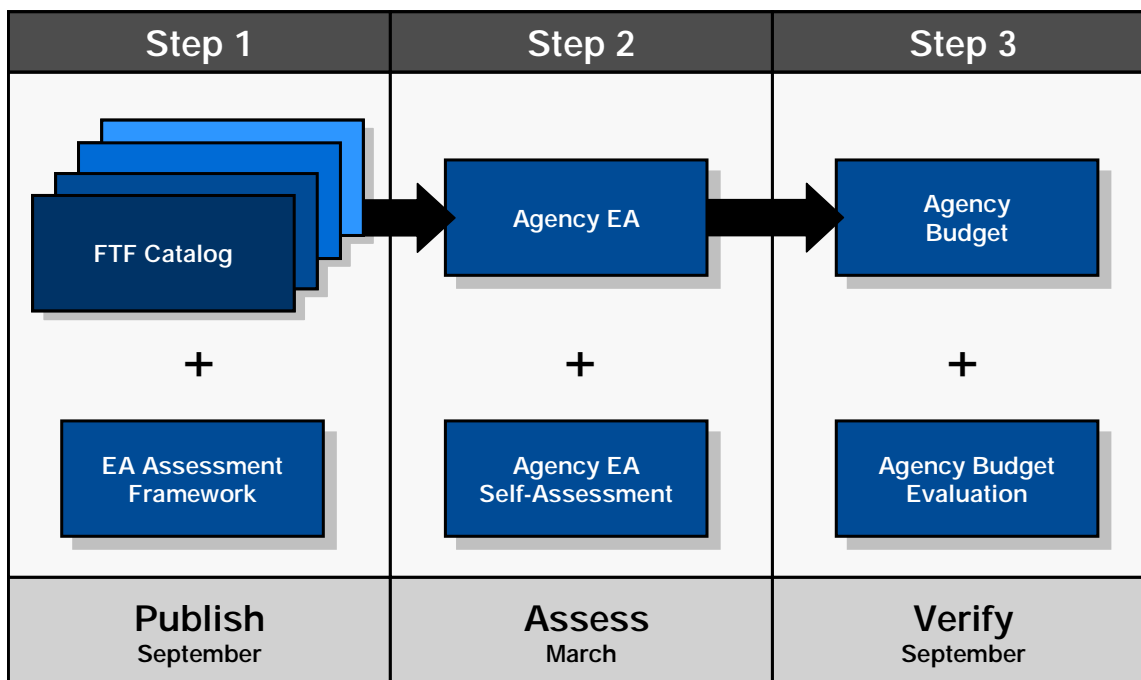 Step 1
Step 2
Step 3
FTF Catalog
Agency EA
Agency
Budget
+
+
+
EA Assessment
Framework
Agency EA
Self-Assessment
Agency Budget
Evaluation
Publish
September
Assess
March
Verify
September